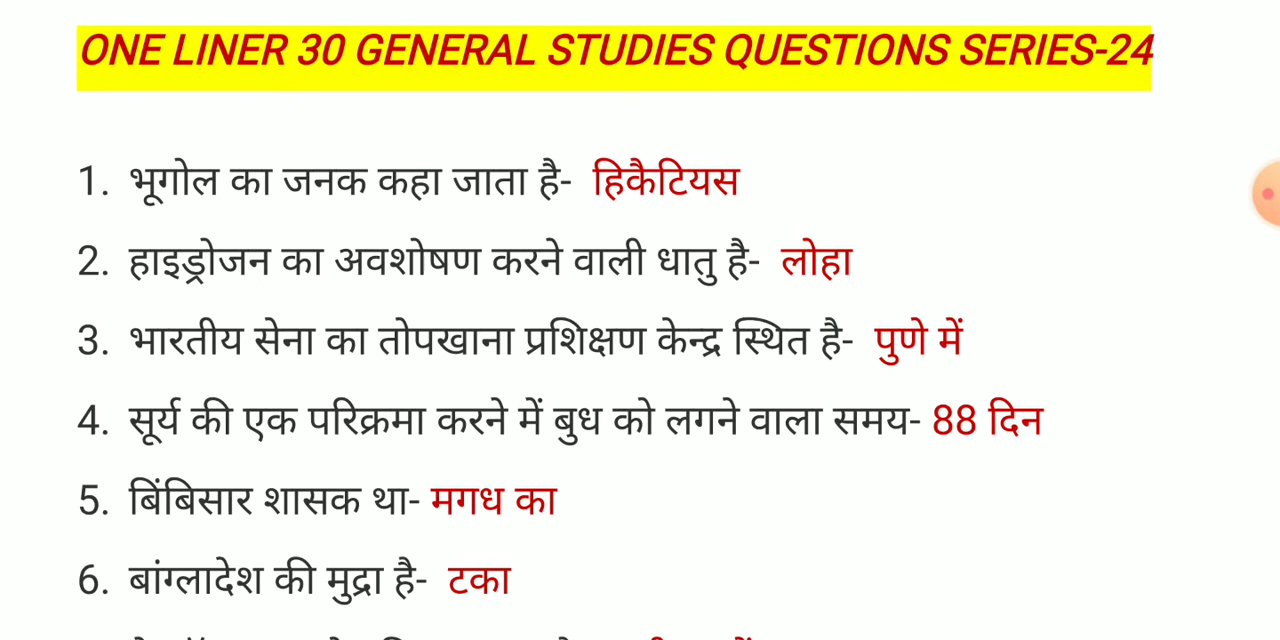 ONE LINER 30 GENERAL STUDIES QUESTIONS SERIES-24
1. भूगोल का जनक कहा जाता है- हिकैटियस
2. हाइड्रोजन का अवशोषण करने वाली धातु है- लोहा
3. भारतीय सेना का तोपखाना प्रशिक्षण केन्द्र स्थित है- पुणे में
4. सूर्य की एक परिक्रमा करने में बुध को लगने वाला समय- 88 दिन
5. बिंबिसार शासक था- मगध का
6. बांग्लादेश की मुद्रा है- टका